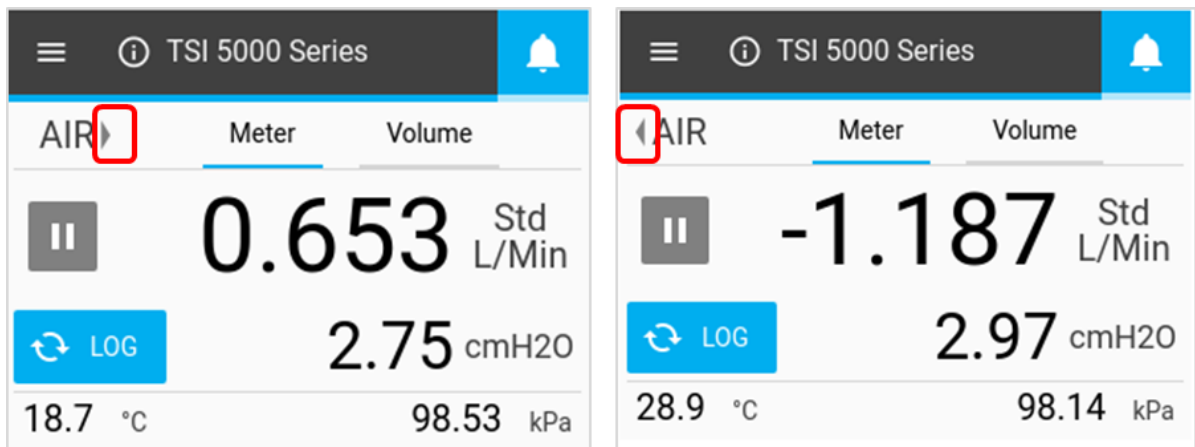 TSI 5000 Series
AIR Meter Volume
0.653 Std L/Min
LOG 2.75 cmH2O
18.7 °C 98.53 kPa
TSI 5000 Series
AIR Meter Volume
-1.187 Std L/Min
LOG 2.97 cmH2O
28.9 °C 98.14 kPa